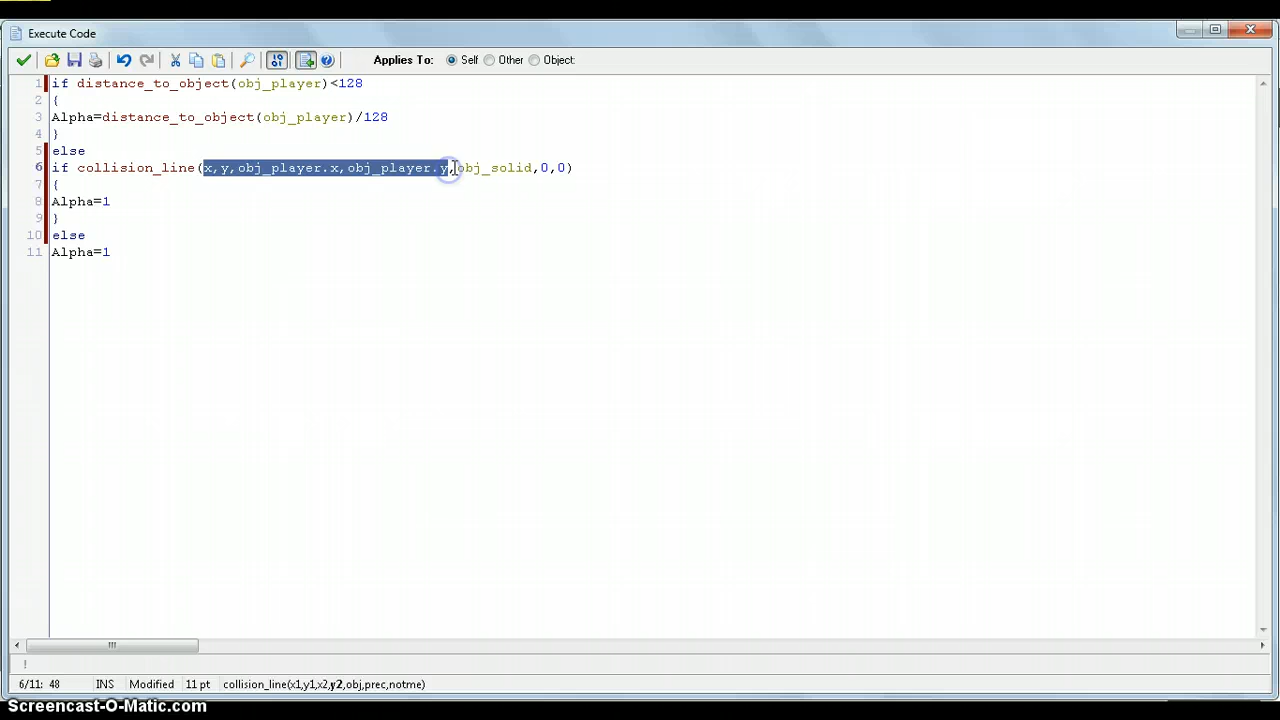 Execute Code
Applies To: Self Other Object:
1 if distance_to_object(obj_player)<128
2 {
3 Alpha=distance_to_object(obj_player)/128
4 }
5 else
6 if collision_line(x,y,obj_player.x,obj_player.y,obj_solid,0,0)
7 {
8 Alpha=1
9 }
10 else
11 Alpha=1
!
6/11: 48 INS Modified 11 pt collision_line(x1,y1,x2,y2,obj,prec,notme)
Screencast-O-Matic.com